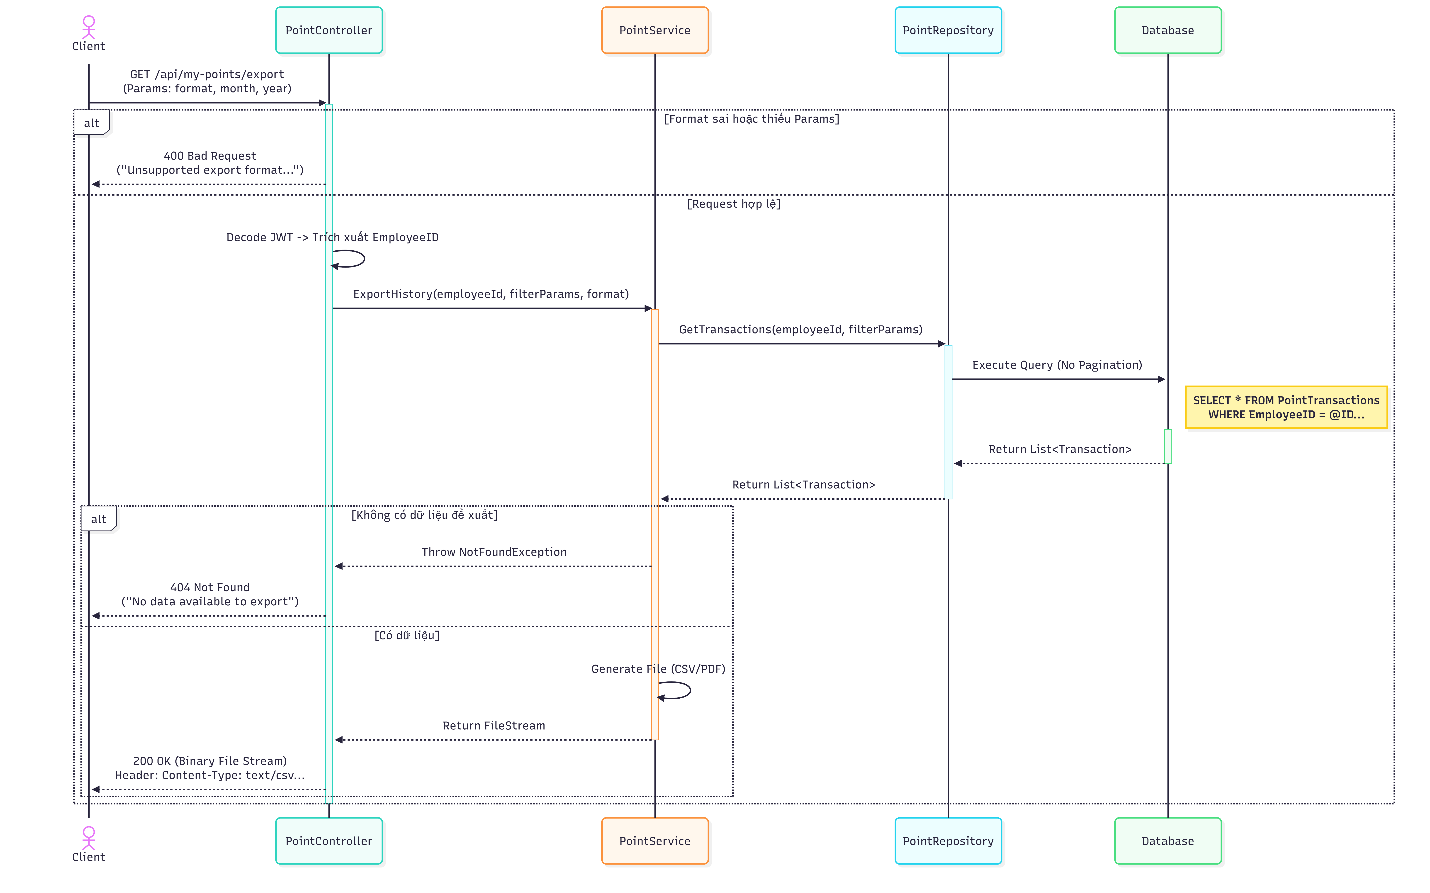 Client
PointController
PointService
PointRepository
Database
GET /api/my-points/export
(Params: format, month, year)
alt
[Format sai hoặc thiếu Params]
400 Bad Request
("Unsupported export format...")
[Request hợp lệ]
Decode JWT -> Trích xuất EmployeeID
ExportHistory(employeeId, filterParams, format)
GetTransactions(employeeId, filterParams)
Execute Query (No Pagination)
SELECT * FROM PointTransactions
WHERE EmployeeID = @ID...
Return List<Transaction>
Return List<Transaction>
alt
[Không có dữ liệu để xuất]
Throw NotFoundException
404 Not Found
("No data available to export")
[Có dữ liệu]
Generate File (CSV/PDF)
Return FileStream
200 OK (Binary File Stream)
Header: Content-Type: text/csv...
Client
PointController
PointService
PointRepository
Database